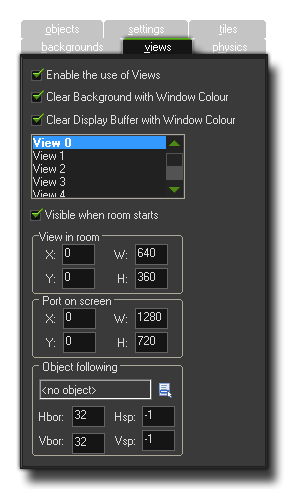 objects settings tiles
backgrounds views physics
Enable the use of Views
Clear Background with Window Colour
Clear Display Buffer with Window Colour
View 0
View 1
View 2
View 3
View 4
Visible when room starts
View in room
X: 0 W: 640
Y: 0 H: 360
Port on screen
X: 0 W: 1280
Y: 0 H: 720
Object following
<no object>
Hbor: 32 Hsp: -1
Vbor: 32 Vsp: -1